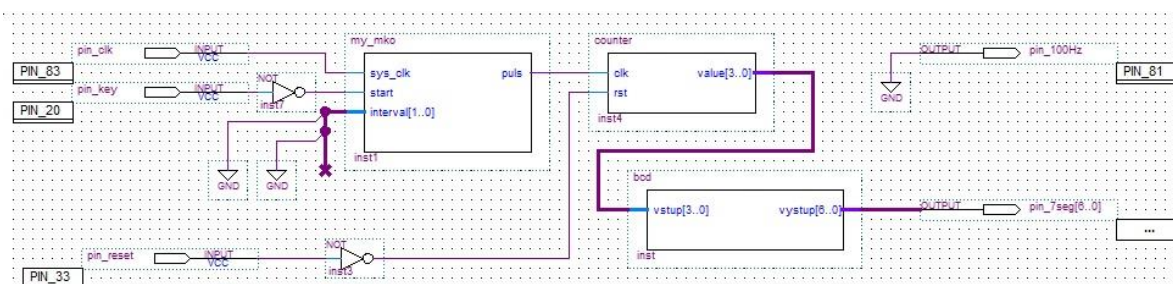 pin_clk
INPUT
VCC
PIN_83
pin_key
INPUT
VCC
PIN_20
NOT
inst7
my_mko
sys_clk
start
interval[1..0]
puls
inst1
GND
GND
counter
clk
rst
value[3..0]
inst4
OUTPUT
pin_100Hz
PIN_81
GND
bod
vstup[3..0]
vystup[6..0]
inst
OUTPUT
pin_7seg[6..0]
...
pin_reset
INPUT
VCC
NOT
inst3
PIN_33